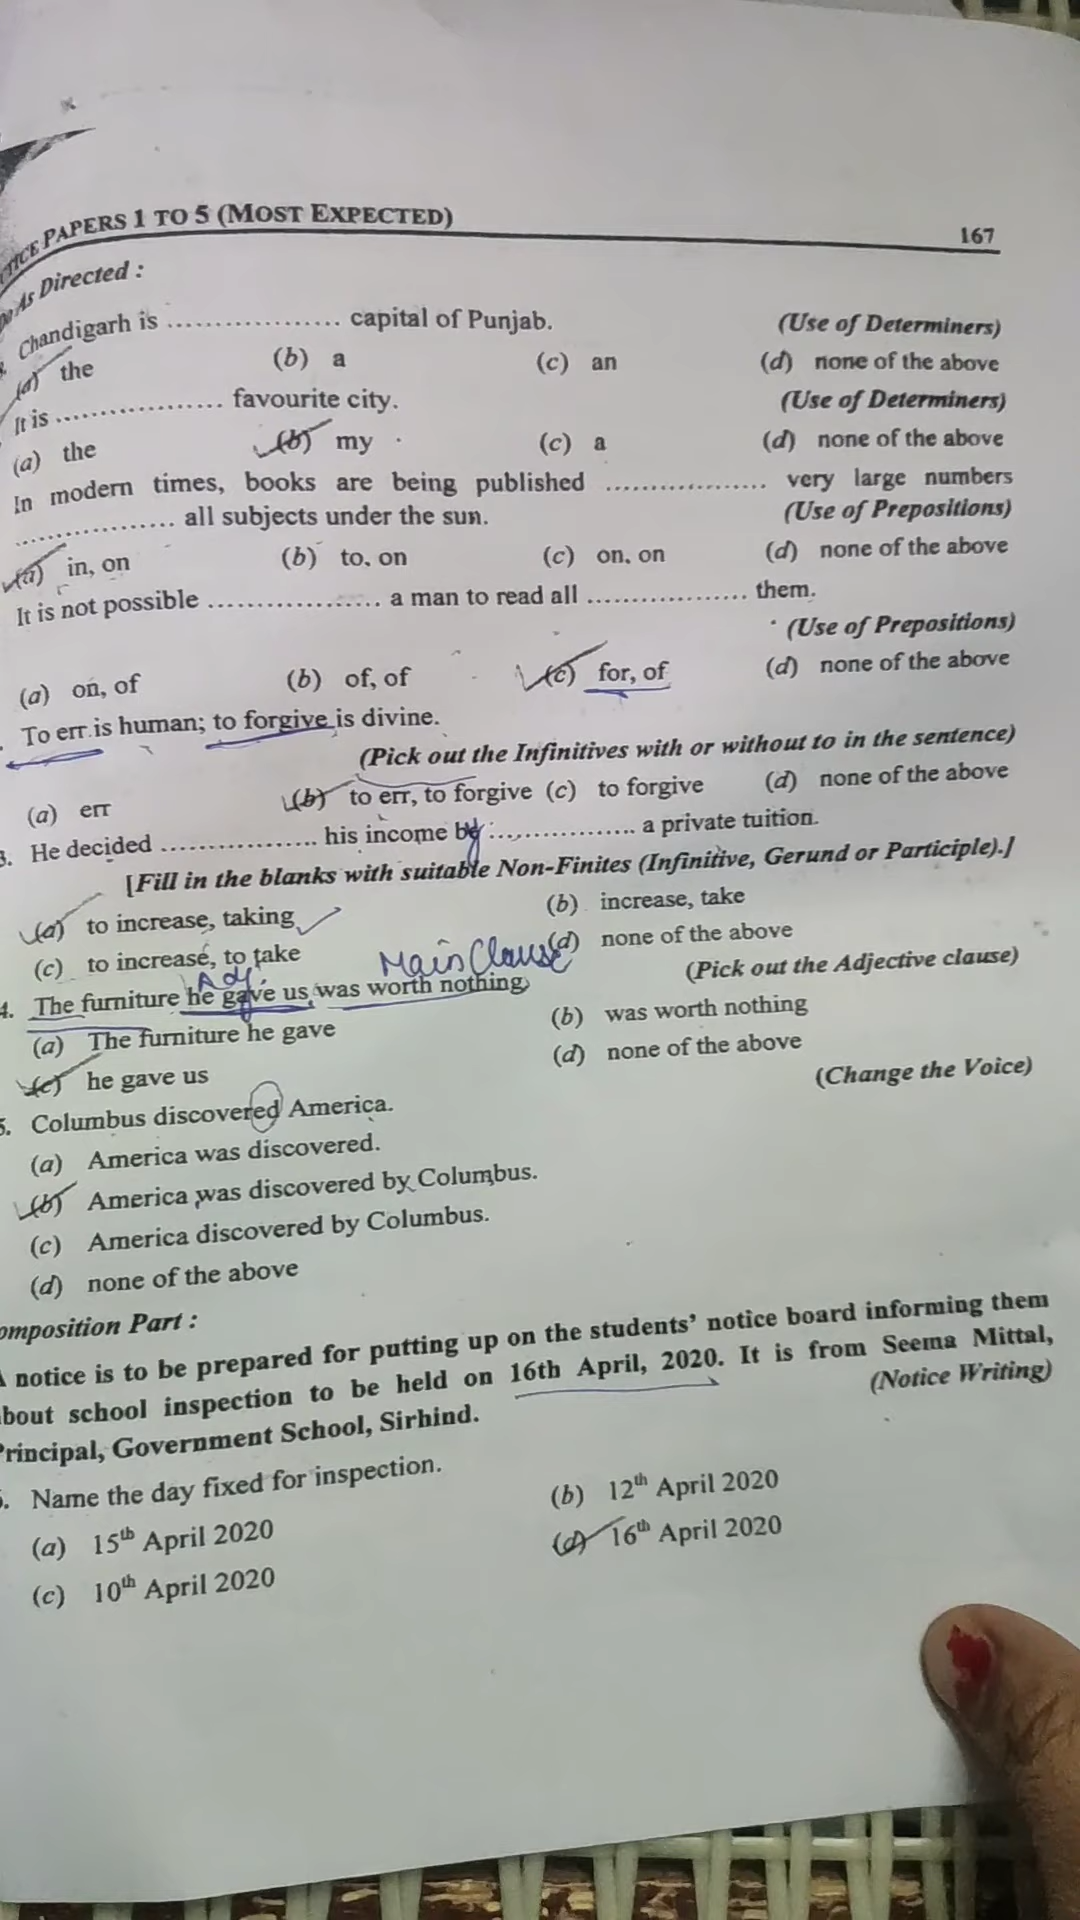 PAPERS 1 TO 5 (MOST EXPECTED)
167
As Directed :
Chandigarh is .................. capital of Punjab. (Use of Determiners)
(a) the (b) a (c) an (d) none of the above
It is .................. favourite city. (Use of Determiners)
(a) the (b) my (c) a (d) none of the above
In modern times, books are being published .................. very large numbers
.................. all subjects under the sun. (Use of Prepositions)
(a) in, on (b) to, on (c) on, on (d) none of the above
It is not possible .................. a man to read all .................. them.
(Use of Prepositions)
(a) on, of (b) of, of (c) for, of (d) none of the above
To err is human; to forgive is divine.
(Pick out the Infinitives with or without to in the sentence)
(a) err (b) to err, to forgive (c) to forgive (d) none of the above
3. He decided .................. his income by .................. a private tuition.
[Fill in the blanks with suitable Non-Finites (Infinitive, Gerund or Participle).]
(a) to increase, taking (b) increase, take
(c) to increase, to take (d) none of the above
Adj. Main Clause
4. The furniture he gave us was worth nothing. (Pick out the Adjective clause)
(a) The furniture he gave (b) was worth nothing
(c) he gave us (d) none of the above
5. Columbus discovered America. (Change the Voice)
(a) America was discovered.
(b) America was discovered by Columbus.
(c) America discovered by Columbus.
(d) none of the above
omposition Part :
A notice is to be prepared for putting up on the students' notice board informing them
bout school inspection to be held on 16th April, 2020. It is from Seema Mittal,
Principal, Government School, Sirhind. (Notice Writing)
Name the day fixed for inspection.
(a) 15th April 2020 (b) 12th April 2020
(c) 10th April 2020 (d) 16th April 2020